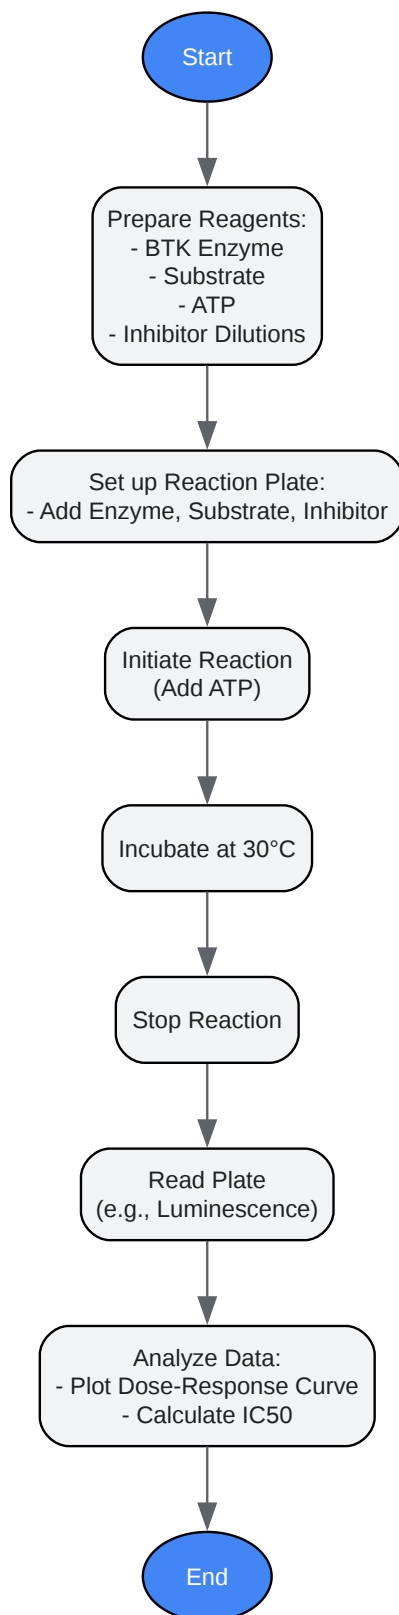 Start
Prepare Reagents:
- BTK Enzyme
- Substrate
- ATP
- Inhibitor Dilutions
Set up Reaction Plate:
- Add Enzyme, Substrate, Inhibitor
Initiate Reaction
(Add ATP)
Incubate at 30°C
Stop Reaction
Read Plate
(e.g., Luminescence)
Analyze Data:
- Plot Dose-Response Curve
- Calculate IC50
End